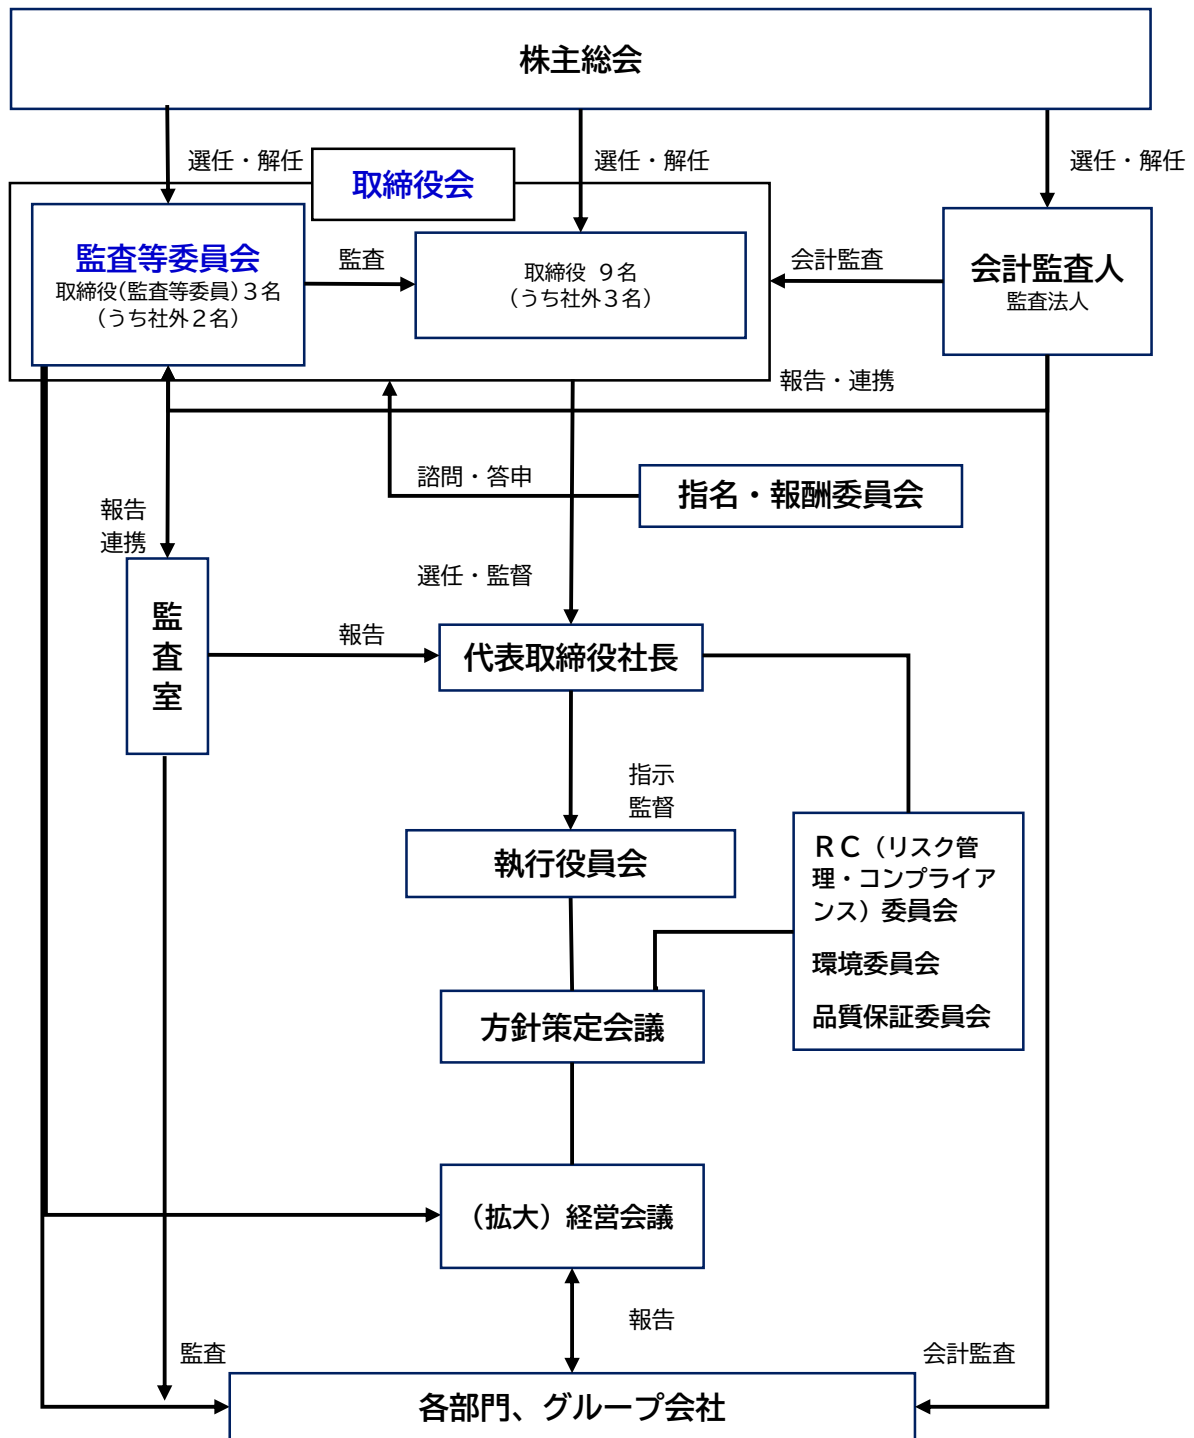 株主総会
選任・解任
選任・解任
選任・解任
取締役会
監査等委員会
取締役(監査等委員)3名
(うち社外2名)
監査
取締役 9名
(うち社外3名)
会計監査
会計監査人
監査法人
報告・連携
諮問・答申
指名・報酬委員会
報告
連携
選任・監督
監
査
室
報告
代表取締役社長
指示
監督
執行役員会
RC(リスク管
理・コンプライア
ンス)委員会
環境委員会
品質保証委員会
方針策定会議
(拡大)経営会議
報告
監査
会計監査
各部門、グループ会社